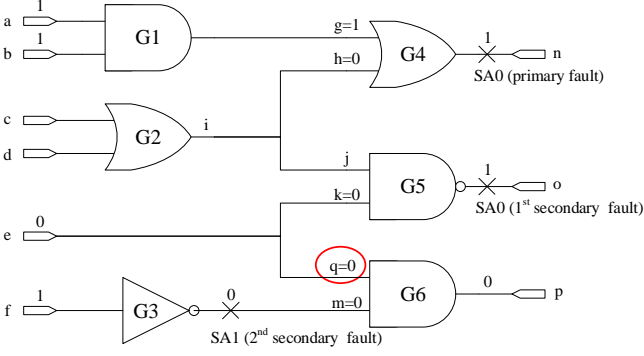 a 1
b 1
G1
g=1
h=0
G4
1
n
SA0 (primary fault)
c
d
G2
i
j
k=0
G5
1
o
SA0 (1st secondary fault)
e 0
q=0
m=0
G6
0
p
f 1
G3
0
SA1 (2nd secondary fault)